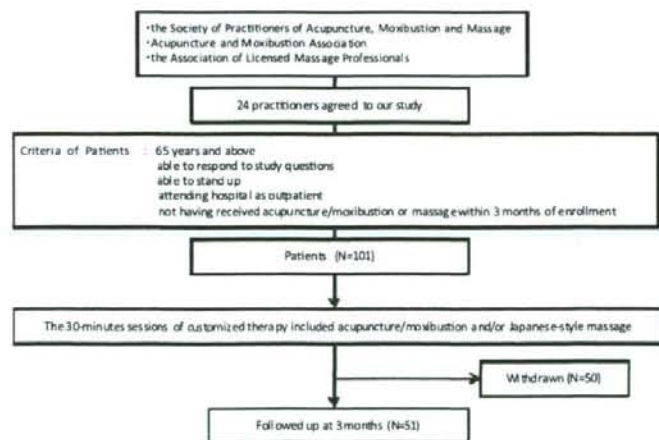 ・the Society of Practitioners of Acupuncture, Moxibustion and Massage
・Acupuncture and Moxibustion Association
・the Association of Licensed Massage Professionals
24 practitioners agreed to our study
Criteria of Patients : 65 years and above
able to respond to study questions
able to stand up
attending hospital as outpatient
not having received acupuncture/moxibustion or massage within 3 months of enrollment
Patients (N=101)
The 30-minutes sessions of customized therapy included acupuncture/moxibustion and/or Japanese-style massage
Withdrawn (N=50)
Followed up at 3 months (N=51)